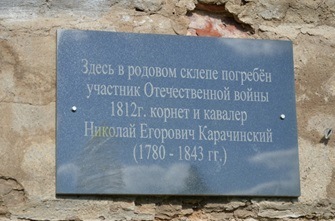 Здесь в родовом склепе погребён
участник Отечественной войны
1812г. корнет и кавалер
Николай Егорович Карачинский
(1780 - 1843 гг,)